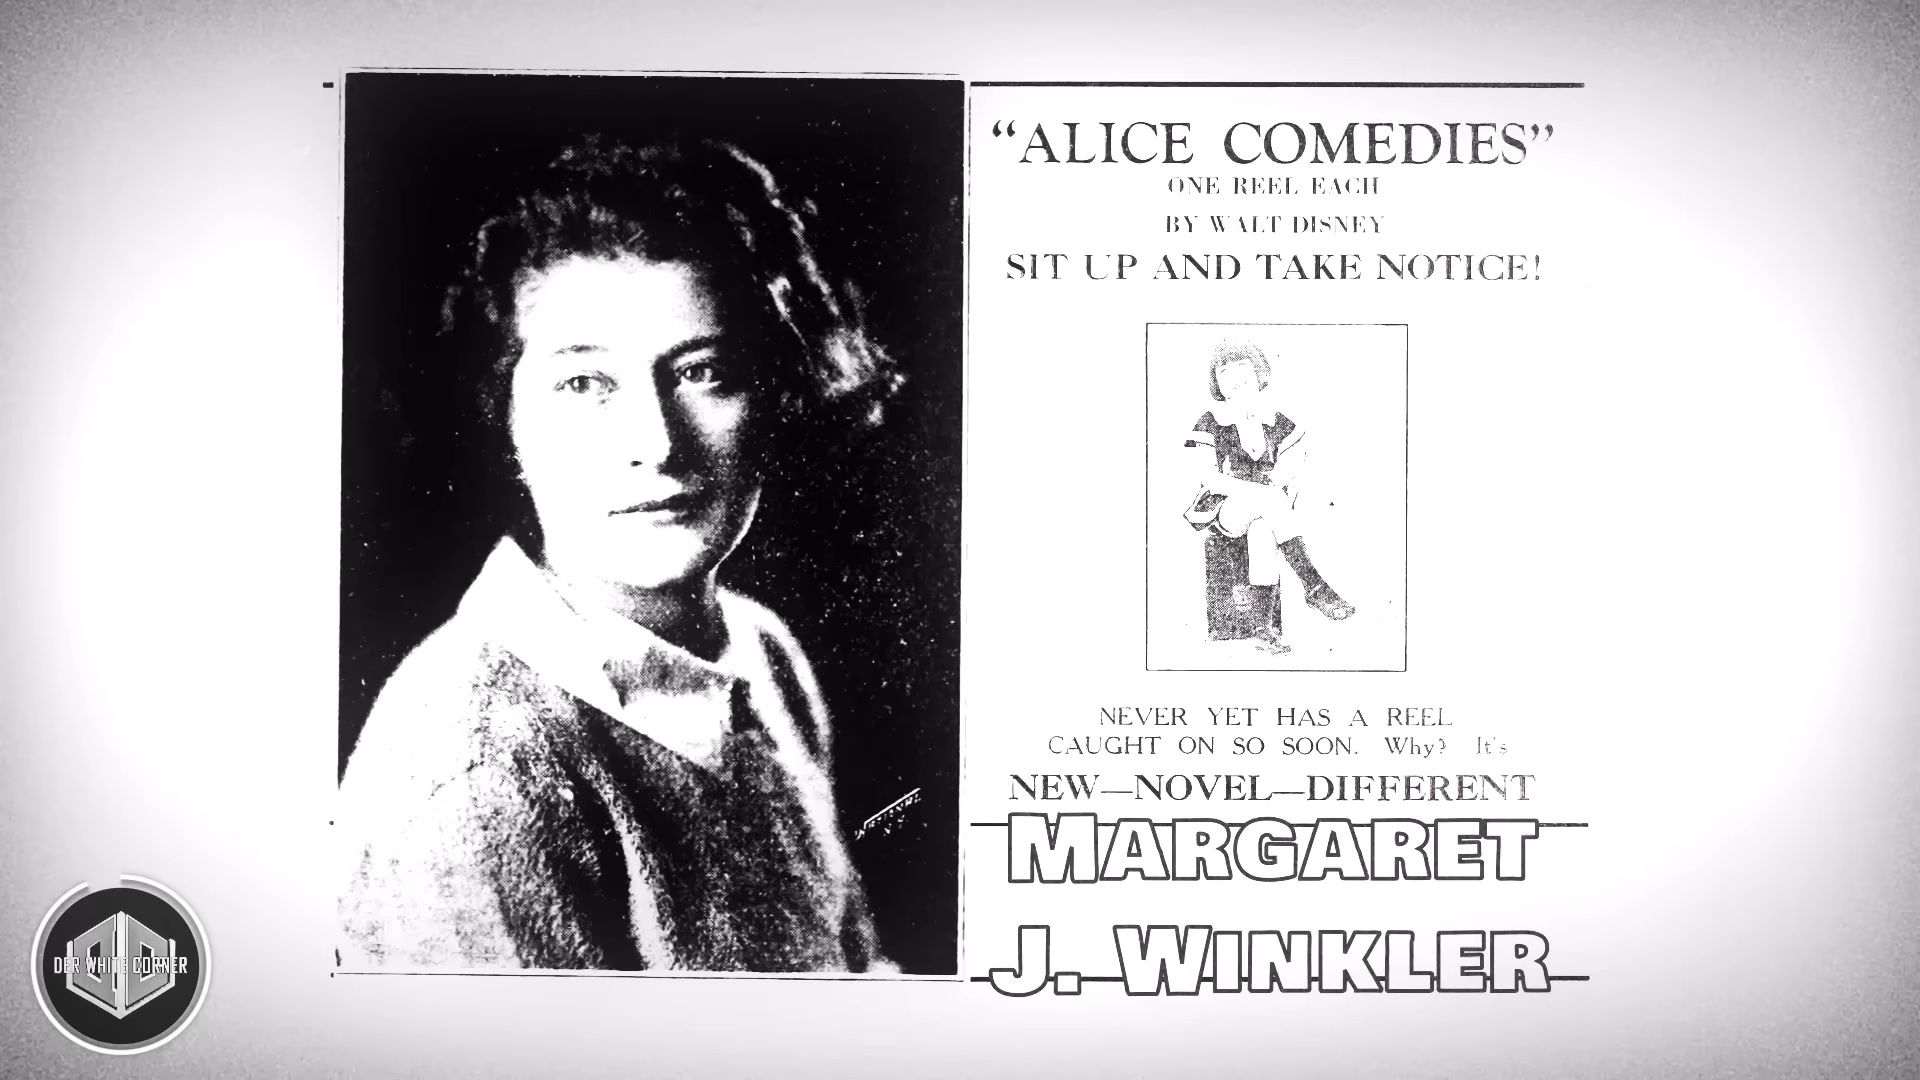 “ALICE COMEDIES”
ONE REEL EACH
BY WALT DISNEY
SIT UP AND TAKE NOTICE!
NEVER YET HAS A REEL
CAUGHT ON SO SOON. Why? It's
NEW—NOVEL—DIFFERENT
MARGARET
J. WINKLER
DER WHITE CORNER